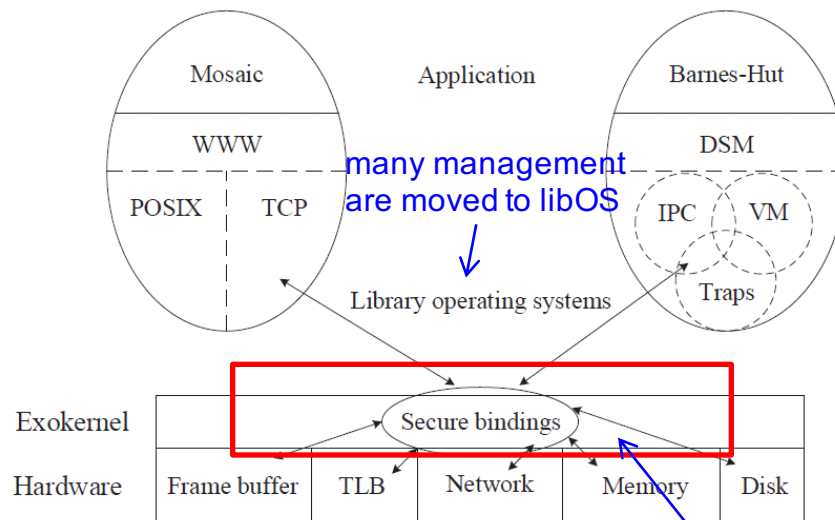 Mosaic
Application
Barnes-Hut
WWW
many management
are moved to libOS
DSM
POSIX
TCP
IPC
VM
Traps
Library operating systems
Exokernel
Secure bindings
Hardware
Frame buffer
TLB
Network
Memory
Disk